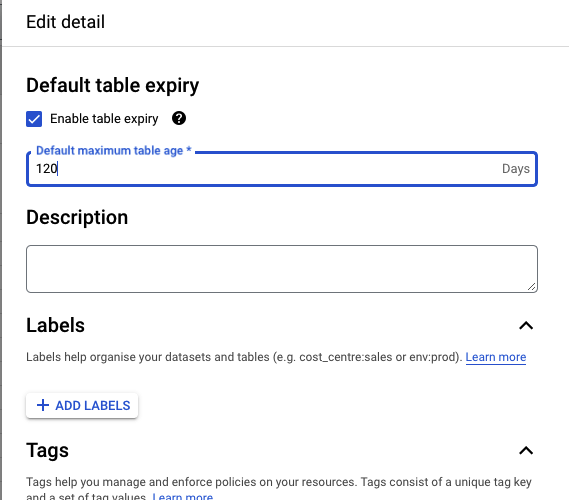 Edit detail
Default table expiry
Enable table expiry ?
Default maximum table age *
120 Days
Description
Labels
Labels help organise your datasets and tables (e.g. cost_centre:sales or env:prod). Learn more
+ ADD LABELS
Tags
Tags help you manage and enforce policies on your resources. Tags consist of a unique tag key
and a set of tag values. Learn more